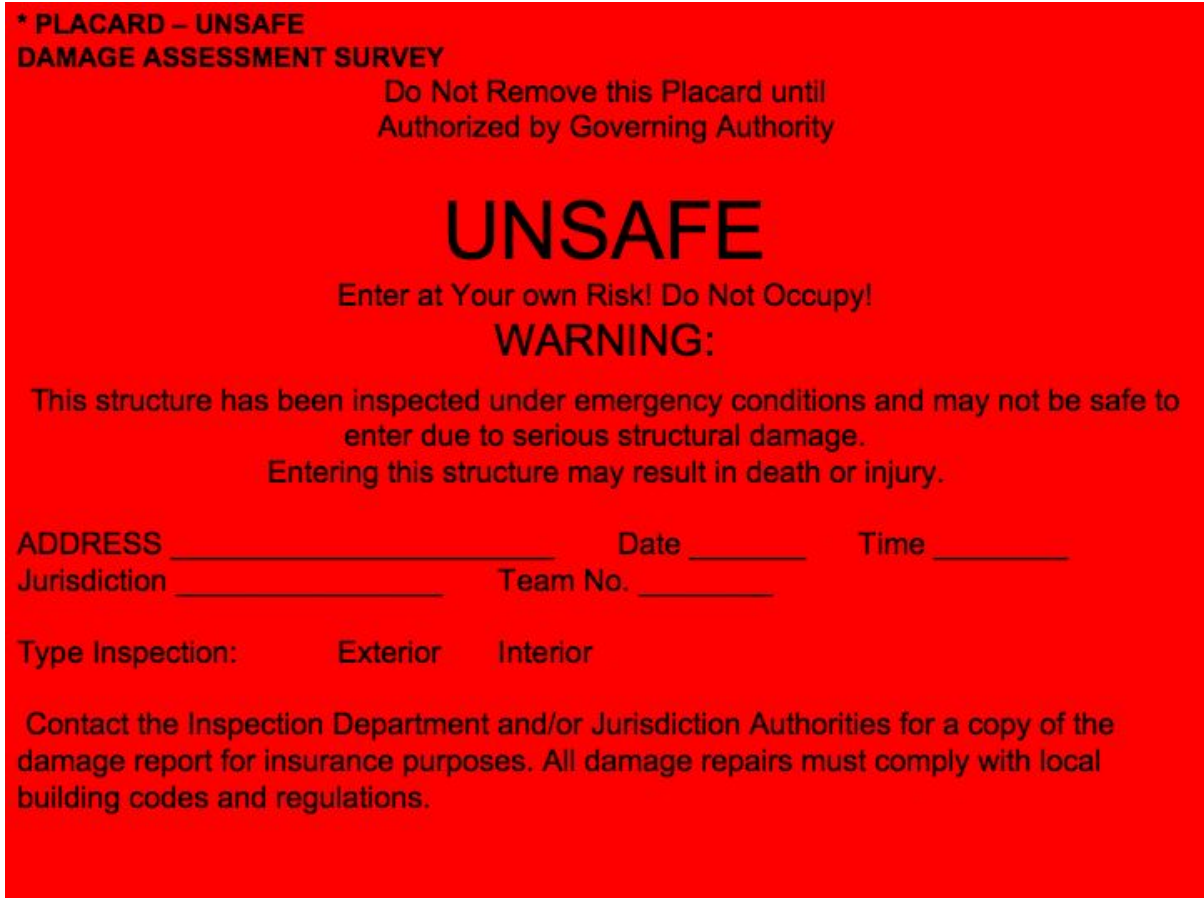 * PLACARD – UNSAFE
DAMAGE ASSESSMENT SURVEY
Do Not Remove this Placard until
Authorized by Governing Authority
UNSAFE
Enter at Your own Risk! Do Not Occupy!
WARNING:
This structure has been inspected under emergency conditions and may not be safe to
enter due to serious structural damage.
Entering this structure may result in death or injury.
ADDRESS _______________________ Date _______ Time ________
Jurisdiction ________________ Team No. ________
Type Inspection: Exterior Interior
Contact the Inspection Department and/or Jurisdiction Authorities for a copy of the
damage report for insurance purposes. All damage repairs must comply with local
building codes and regulations.